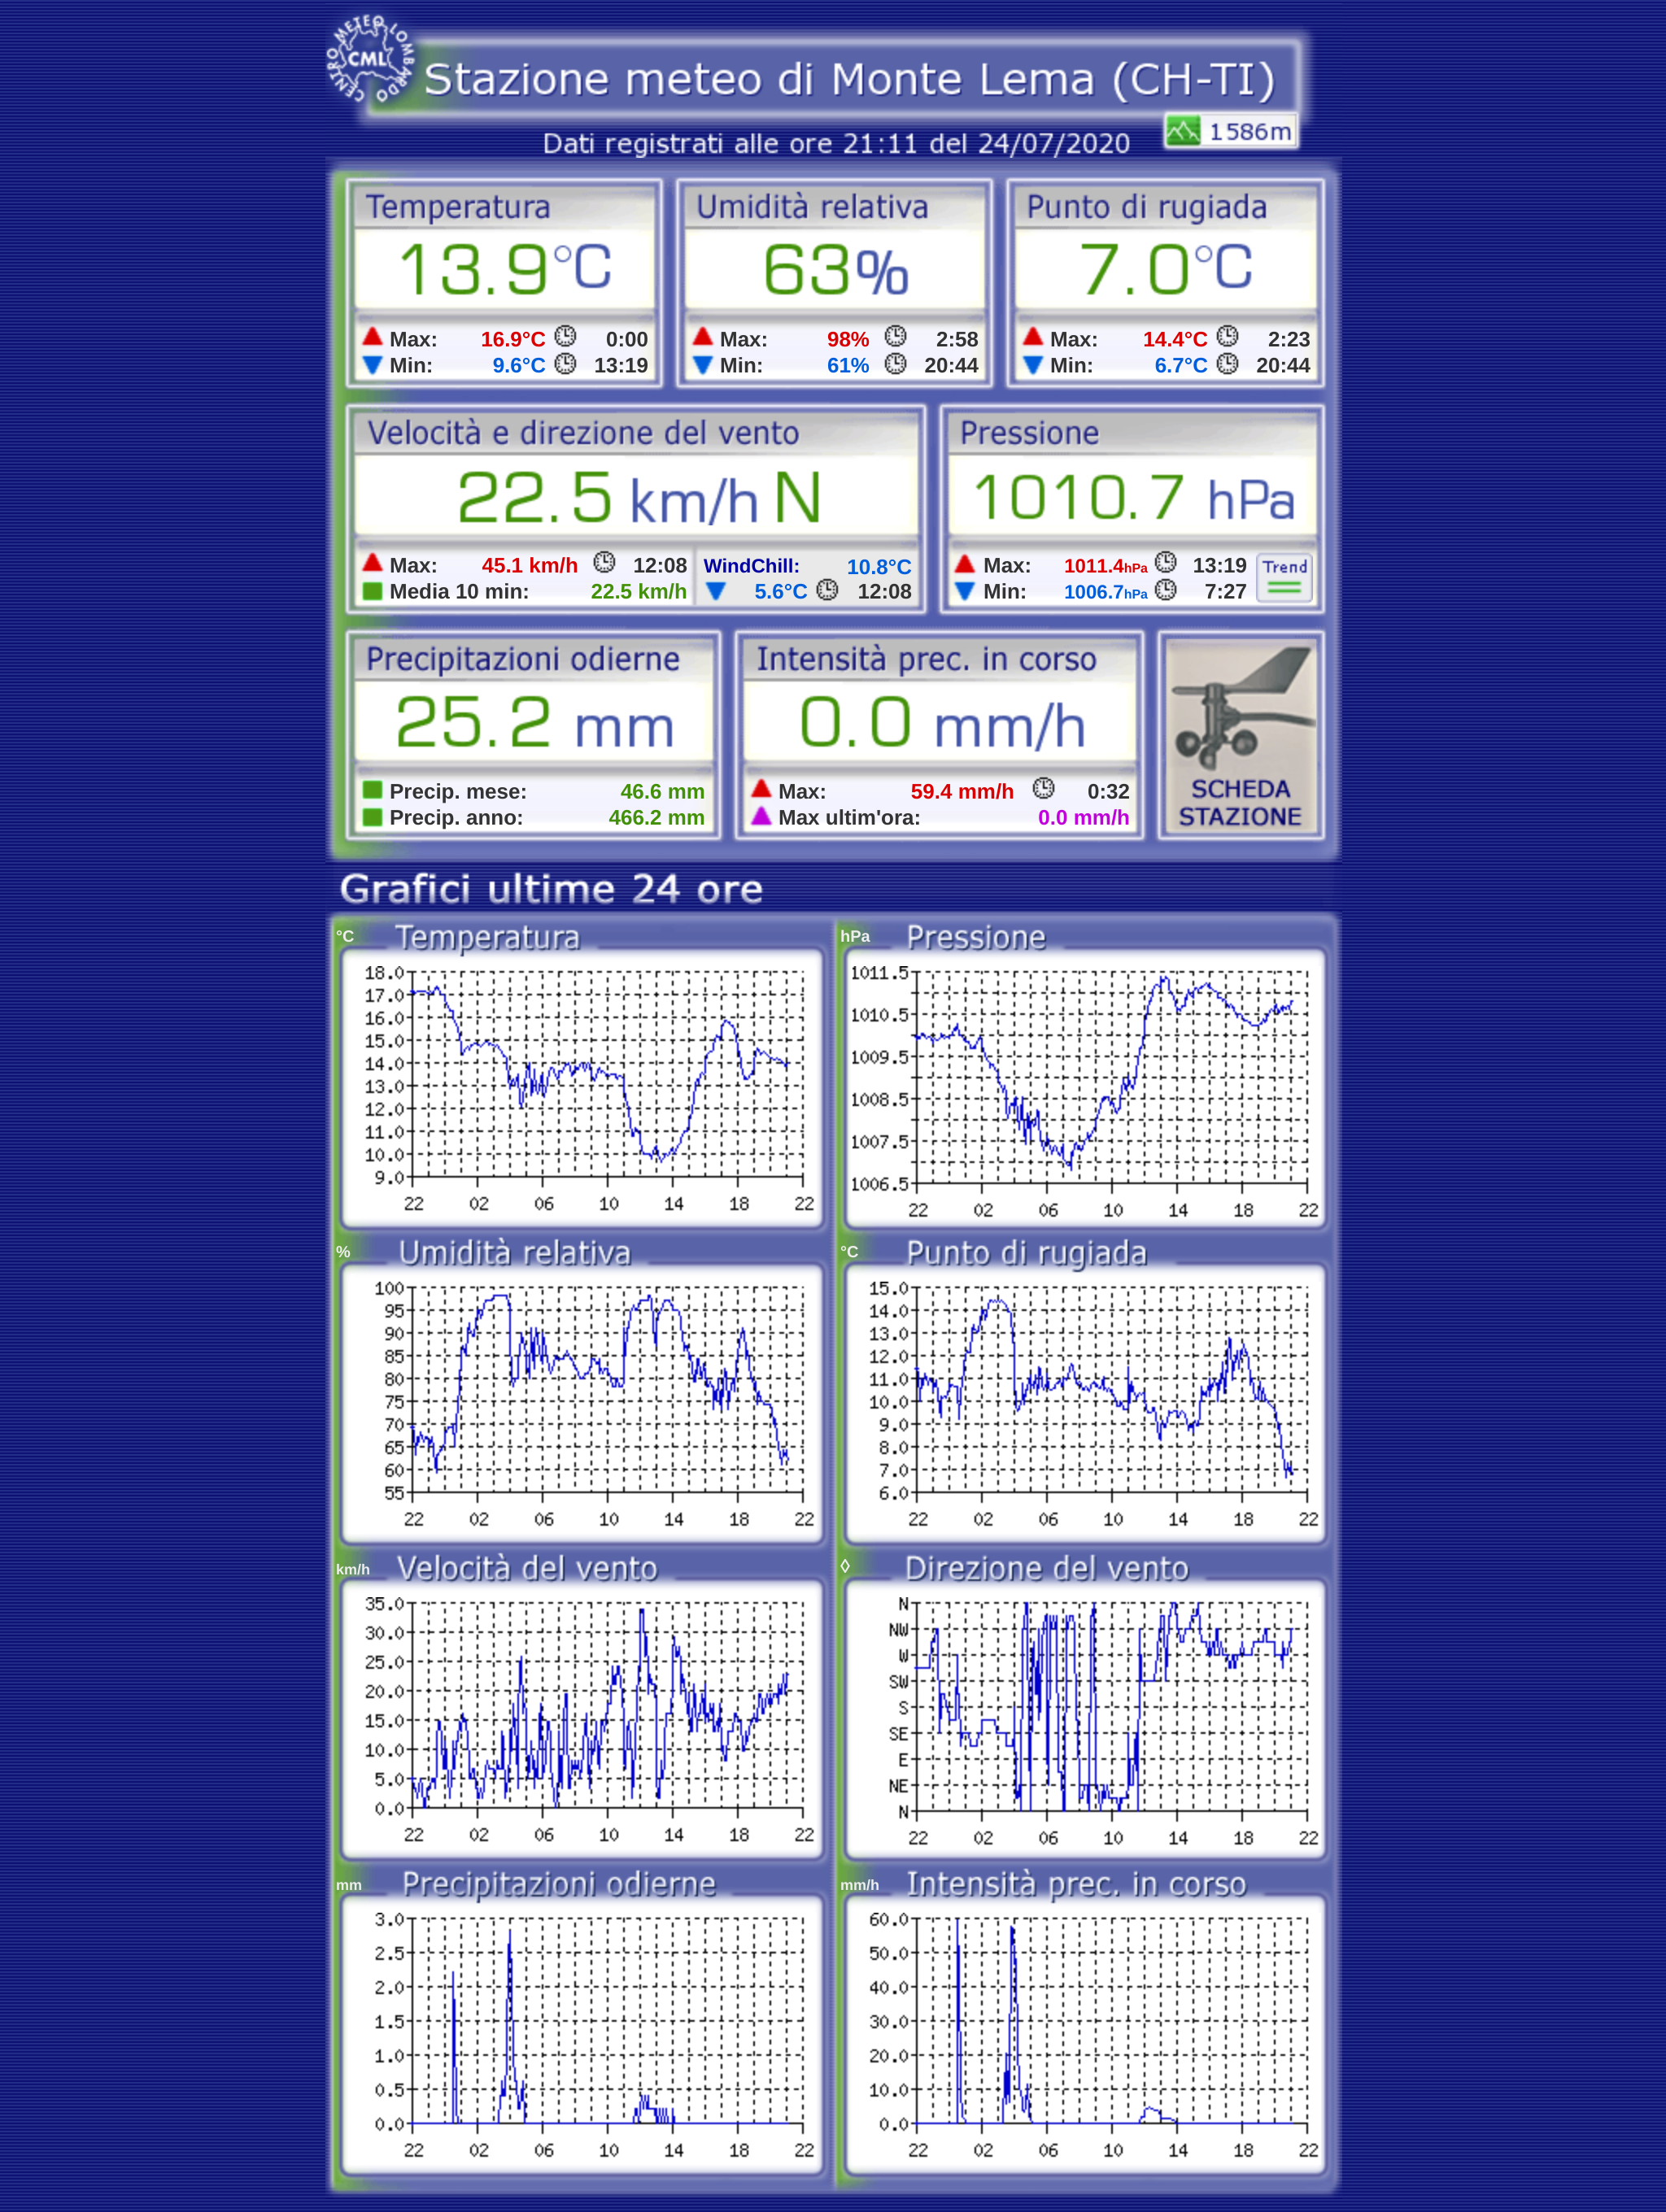 CENTRO METEO LOMBARDO
CML
Stazione meteo di Monte Lema (CH-TI)
Dati registrati alle ore 21:11 del 24/07/2020
1586m
Temperatura
13.9°C
Max: 16.9°C 0:00
Min: 9.6°C 13:19
Umidità relativa
63%
Max: 98% 2:58
Min: 61% 20:44
Punto di rugiada
7.0°C
Max: 14.4°C 2:23
Min: 6.7°C 20:44
Velocità e direzione del vento
22.5 km/h N
Max: 45.1 km/h 12:08
Media 10 min: 22.5 km/h
WindChill: 10.8°C
5.6°C 12:08
Pressione
1010.7 hPa
Max: 1011.4hPa 13:19
Min: 1006.7hPa 7:27
Trend
Precipitazioni odierne
25.2 mm
Precip. mese: 46.6 mm
Precip. anno: 466.2 mm
Intensità prec. in corso
0.0 mm/h
Max: 59.4 mm/h 0:32
Max ultim'ora: 0.0 mm/h
SCHEDA
STAZIONE
Grafici ultime 24 ore
°C Temperatura
18.0
17.0
16.0
15.0
14.0
13.0
12.0
11.0
10.0
9.0
22 02 06 10 14 18 22
hPa Pressione
1011.5
1010.5
1009.5
1008.5
1007.5
1006.5
22 02 06 10 14 18 22
% Umidità relativa
100
95
90
85
80
75
70
65
60
55
22 02 06 10 14 18 22
°C Punto di rugiada
15.0
14.0
13.0
12.0
11.0
10.0
9.0
8.0
7.0
6.0
22 02 06 10 14 18 22
km/h Velocità del vento
35.0
30.0
25.0
20.0
15.0
10.0
5.0
0.0
22 02 06 10 14 18 22
◊ Direzione del vento
N
NW
W
SW
S
SE
E
NE
N
22 02 06 10 14 18 22
mm Precipitazioni odierne
3.0
2.5
2.0
1.5
1.0
0.5
0.0
22 02 06 10 14 18 22
mm/h Intensità prec. in corso
60.0
50.0
40.0
30.0
20.0
10.0
0.0
22 02 06 10 14 18 22